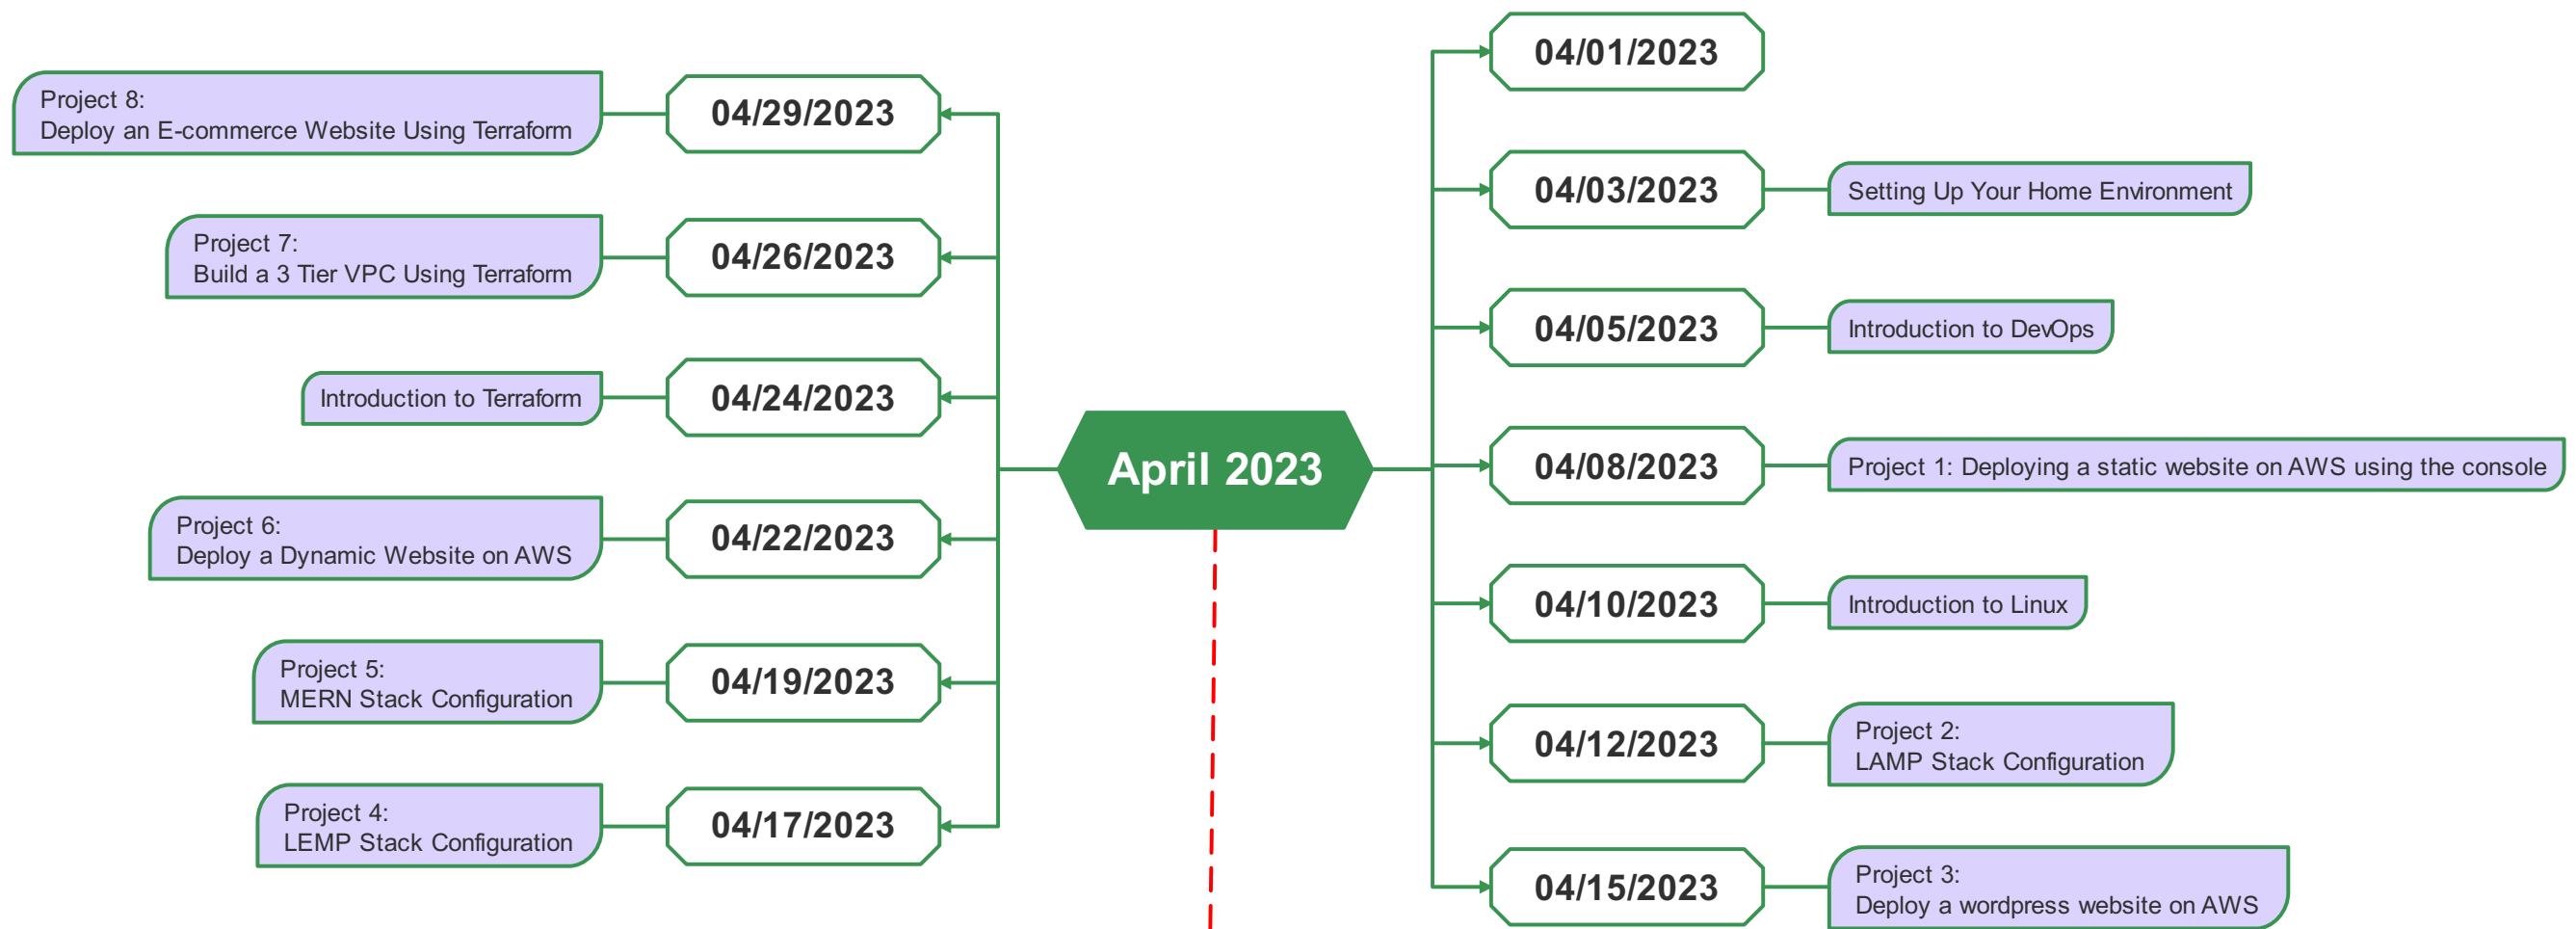 April 2023
04/01/2023
04/03/2023
Setting Up Your Home Environment
04/05/2023
Introduction to DevOps
04/08/2023
Project 1: Deploying a static website on AWS using the console
04/10/2023
Introduction to Linux
04/12/2023
Project 2:
LAMP Stack Configuration
04/15/2023
Project 3:
Deploy a wordpress website on AWS
04/17/2023
Project 4:
LEMP Stack Configuration
04/19/2023
Project 5:
MERN Stack Configuration
04/22/2023
Project 6:
Deploy a Dynamic Website on AWS
04/24/2023
Introduction to Terraform
04/26/2023
Project 7:
Build a 3 Tier VPC Using Terraform
04/29/2023
Project 8:
Deploy an E-commerce Website Using Terraform